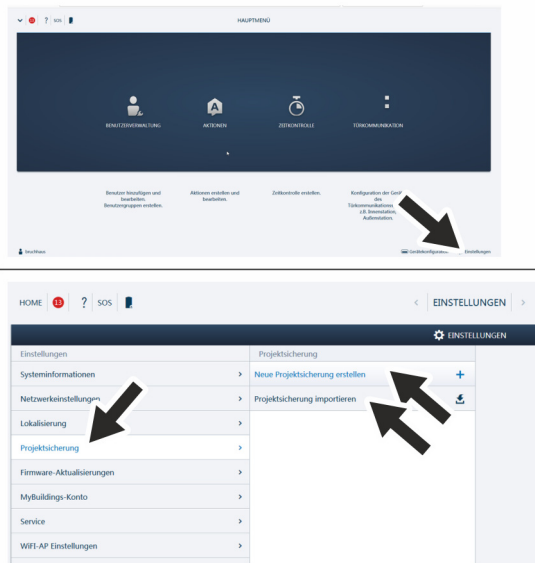 ? SOS
HAUPTMENÜ
BENUTZERVERWALTUNG AKTIONEN ZEITKONTROLLE TÜRKOMMUNIKATION
Benutzer hinzufügen und Aktionen erstellen und Zeitkontrolle erstellen. Konfiguration der
bearbeiten. bearbeiten. des
Benutzergruppen erstellen. Türkommunikations
z.B. Innenstation,
Außenstation.
Einstellungen
HOME 13 ? SOS < EINSTELLUNGEN >
EINSTELLUNGEN
Einstellungen Projektsicherung
Systeminformationen > Neue Projektsicherung erstellen +
Netzwerkeinstellungen > Projektsicherung importieren
Lokalisierung >
Projektsicherung >
Firmware-Aktualisierungen >
MyBuildings-Konto >
Service >
WiFI-AP Einstellungen >